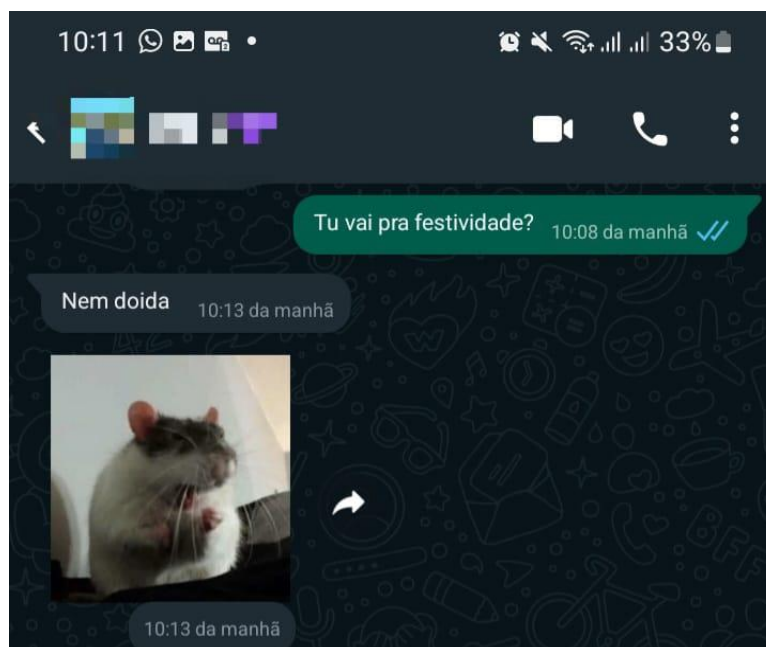 10:11 33%
Tu vai pra festividade? 10:08 da manhã
Nem doida 10:13 da manhã
10:13 da manhã